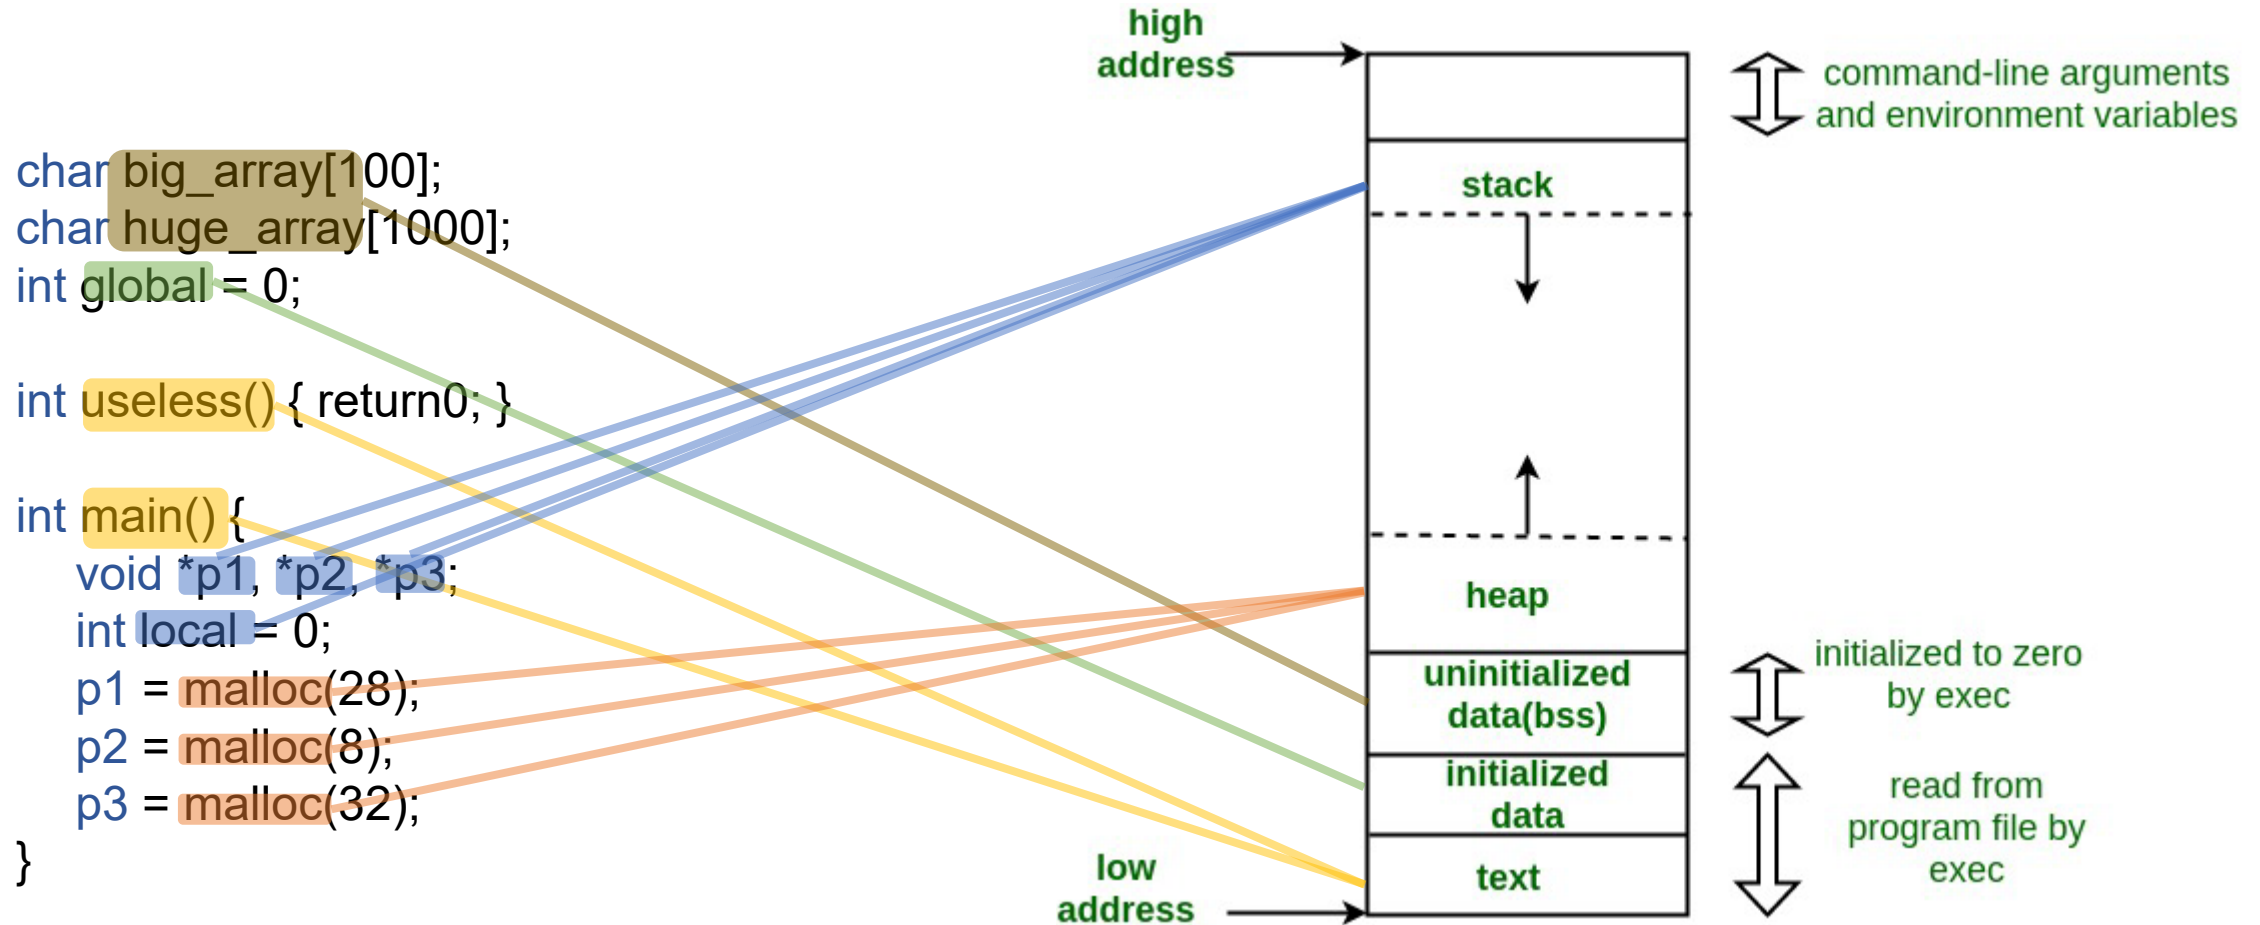 char big_array[100];
char huge_array[1000];
int global = 0;
int useless() { return0; }
int main() {
void *p1, *p2, *p3;
int local = 0;
p1 = malloc(28);
p2 = malloc(8);
p3 = malloc(32);
}
high
address
command-line arguments
and environment variables
stack
heap
uninitialized
data(bss)
initialized to zero
by exec
initialized
data
read from
program file by
exec
text
low
address